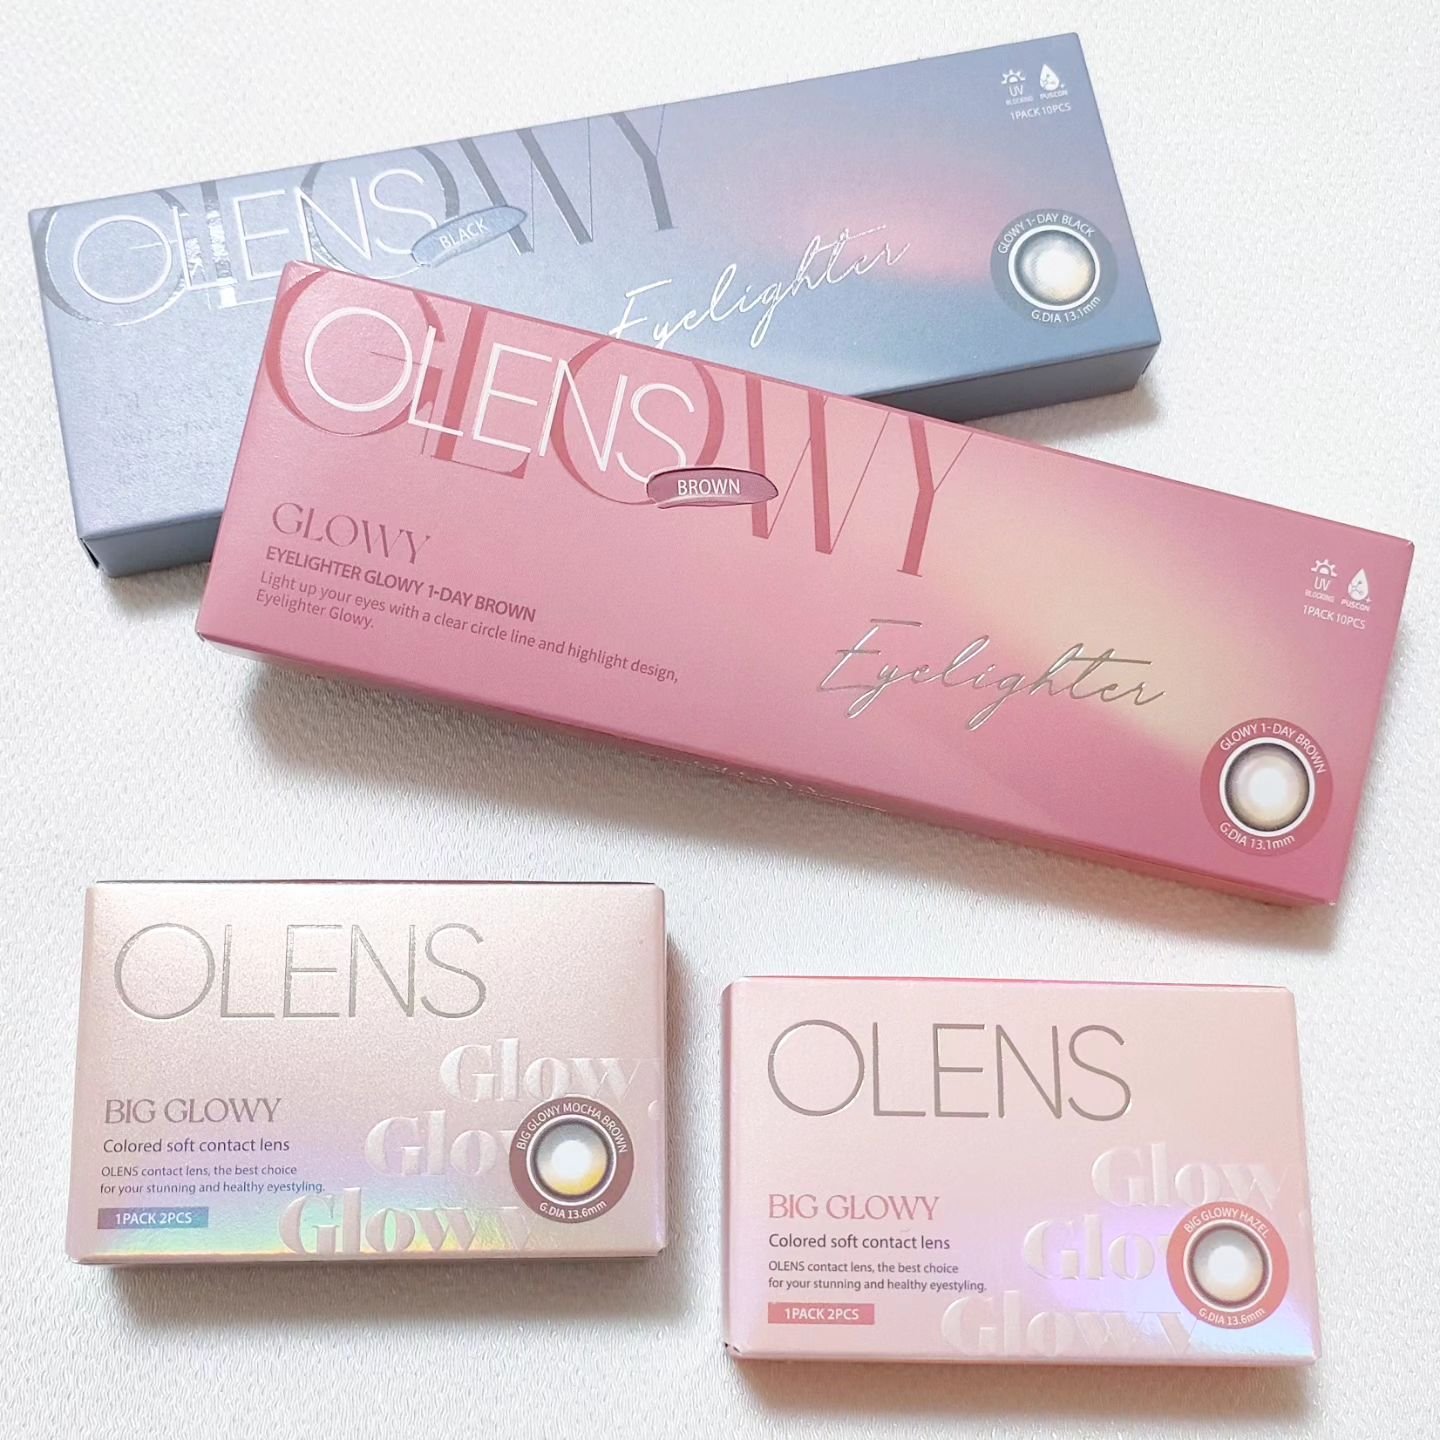 GLOWY
OLENS
BLACK
Eyelighter
UV
BLOCKING
PUSCON
1PACK 10PCS
GLOWY 1-DAY BLACK
G.DIA 13.1mm
GLOWY
OLENS
BROWN
GLOWY
EYELIGHTER GLOWY 1-DAY BROWN
Light up your eyes with a clear circle line and highlight design,
Eyelighter Glowy.
Eyelighter
UV
BLOCKING
PUSCON
1PACK 10PCS
GLOWY 1-DAY BROWN
G.DIA 13.1mm
OLENS
Glowy
Glowy
Glowy
BIG GLOWY
Colored soft contact lens
OLENS contact lens, the best choice
for your stunning and healthy eyestyling.
1PACK 2PCS
BIG GLOWY MOCHA BROWN
G.DIA 13.6mm
OLENS
Glowy
Glowy
Glowy
BIG GLOWY
Colored soft contact lens
OLENS contact lens, the best choice
for your stunning and healthy eyestyling.
1PACK 2PCS
BIG GLOWY HAZEL
G.DIA 13.6mm